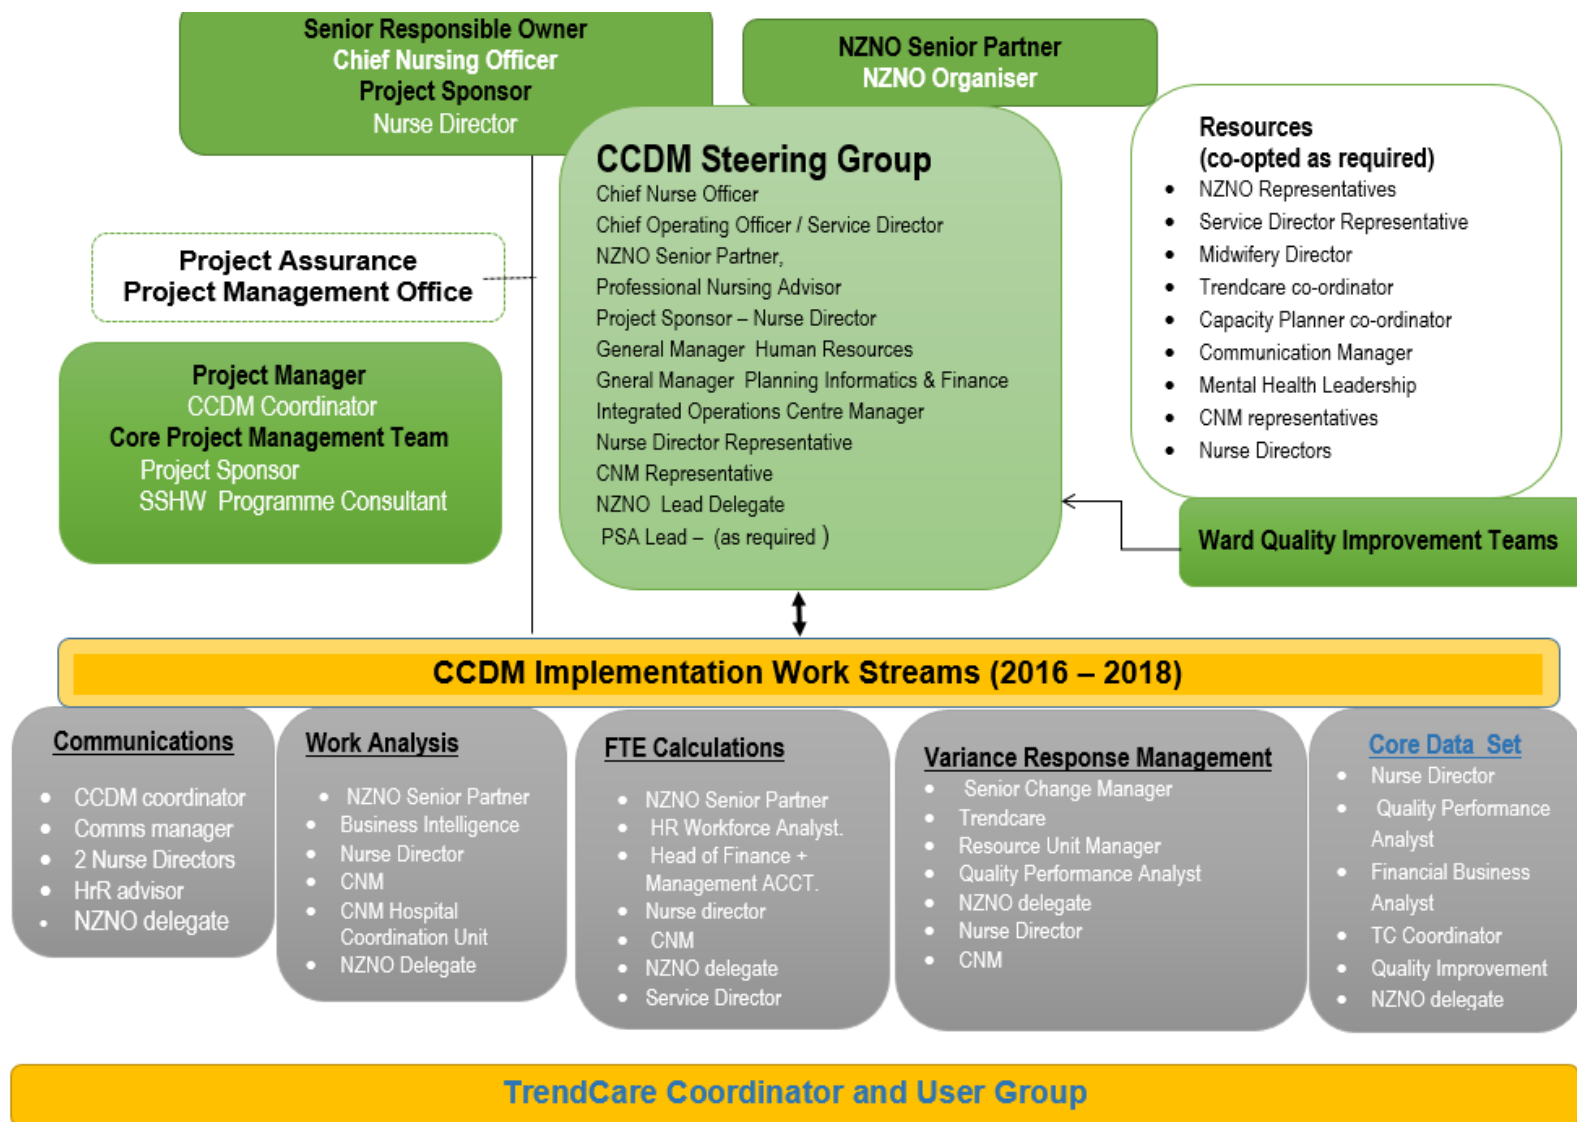 Senior Responsible Owner
Chief Nursing Officer
Project Sponsor
Nurse Director
NZNO Senior Partner
NZNO Organiser
CCDM Steering Group
Chief Nurse Officer
Chief Operating Officer / Service Director
NZNO Senior Partner,
Professional Nursing Advisor
Project Sponsor – Nurse Director
General Manager Human Resources
Gneral Manager Planning Informatics & Finance
Integrated Operations Centre Manager
Nurse Director Representative
CNM Representative
NZNO Lead Delegate
PSA Lead – (as required )
Resources
(co-opted as required)
• NZNO Representatives
• Service Director Representative
• Midwifery Director
• Trendcare co-ordinator
• Capacity Planner co-ordinator
• Communication Manager
• Mental Health Leadership
• CNM representatives
• Nurse Directors
Project Assurance
Project Management Office
Project Manager
CCDM Coordinator
Core Project Management Team
Project Sponsor
SSHW Programme Consultant
Ward Quality Improvement Teams
CCDM Implementation Work Streams (2016 – 2018)
Communications
• CCDM coordinator
• Comms manager
• 2 Nurse Directors
• HrR advisor
• NZNO delegate
Work Analysis
• NZNO Senior Partner
• Business Intelligence
• Nurse Director
• CNM
• CNM Hospital
Coordination Unit
• NZNO Delegate
FTE Calculations
• NZNO Senior Partner
• HR Workforce Analyst.
• Head of Finance +
Management ACCT.
• Nurse director
• CNM
• NZNO delegate
• Service Director
Variance Response Management
• Senior Change Manager
• Trendcare
• Resource Unit Manager
• Quality Performance Analyst
• NZNO delegate
• Nurse Director
• CNM
Core Data Set
• Nurse Director
• Quality Performance
Analyst
• Financial Business
Analyst
• TC Coordinator
• Quality Improvement
• NZNO delegate
TrendCare Coordinator and User Group